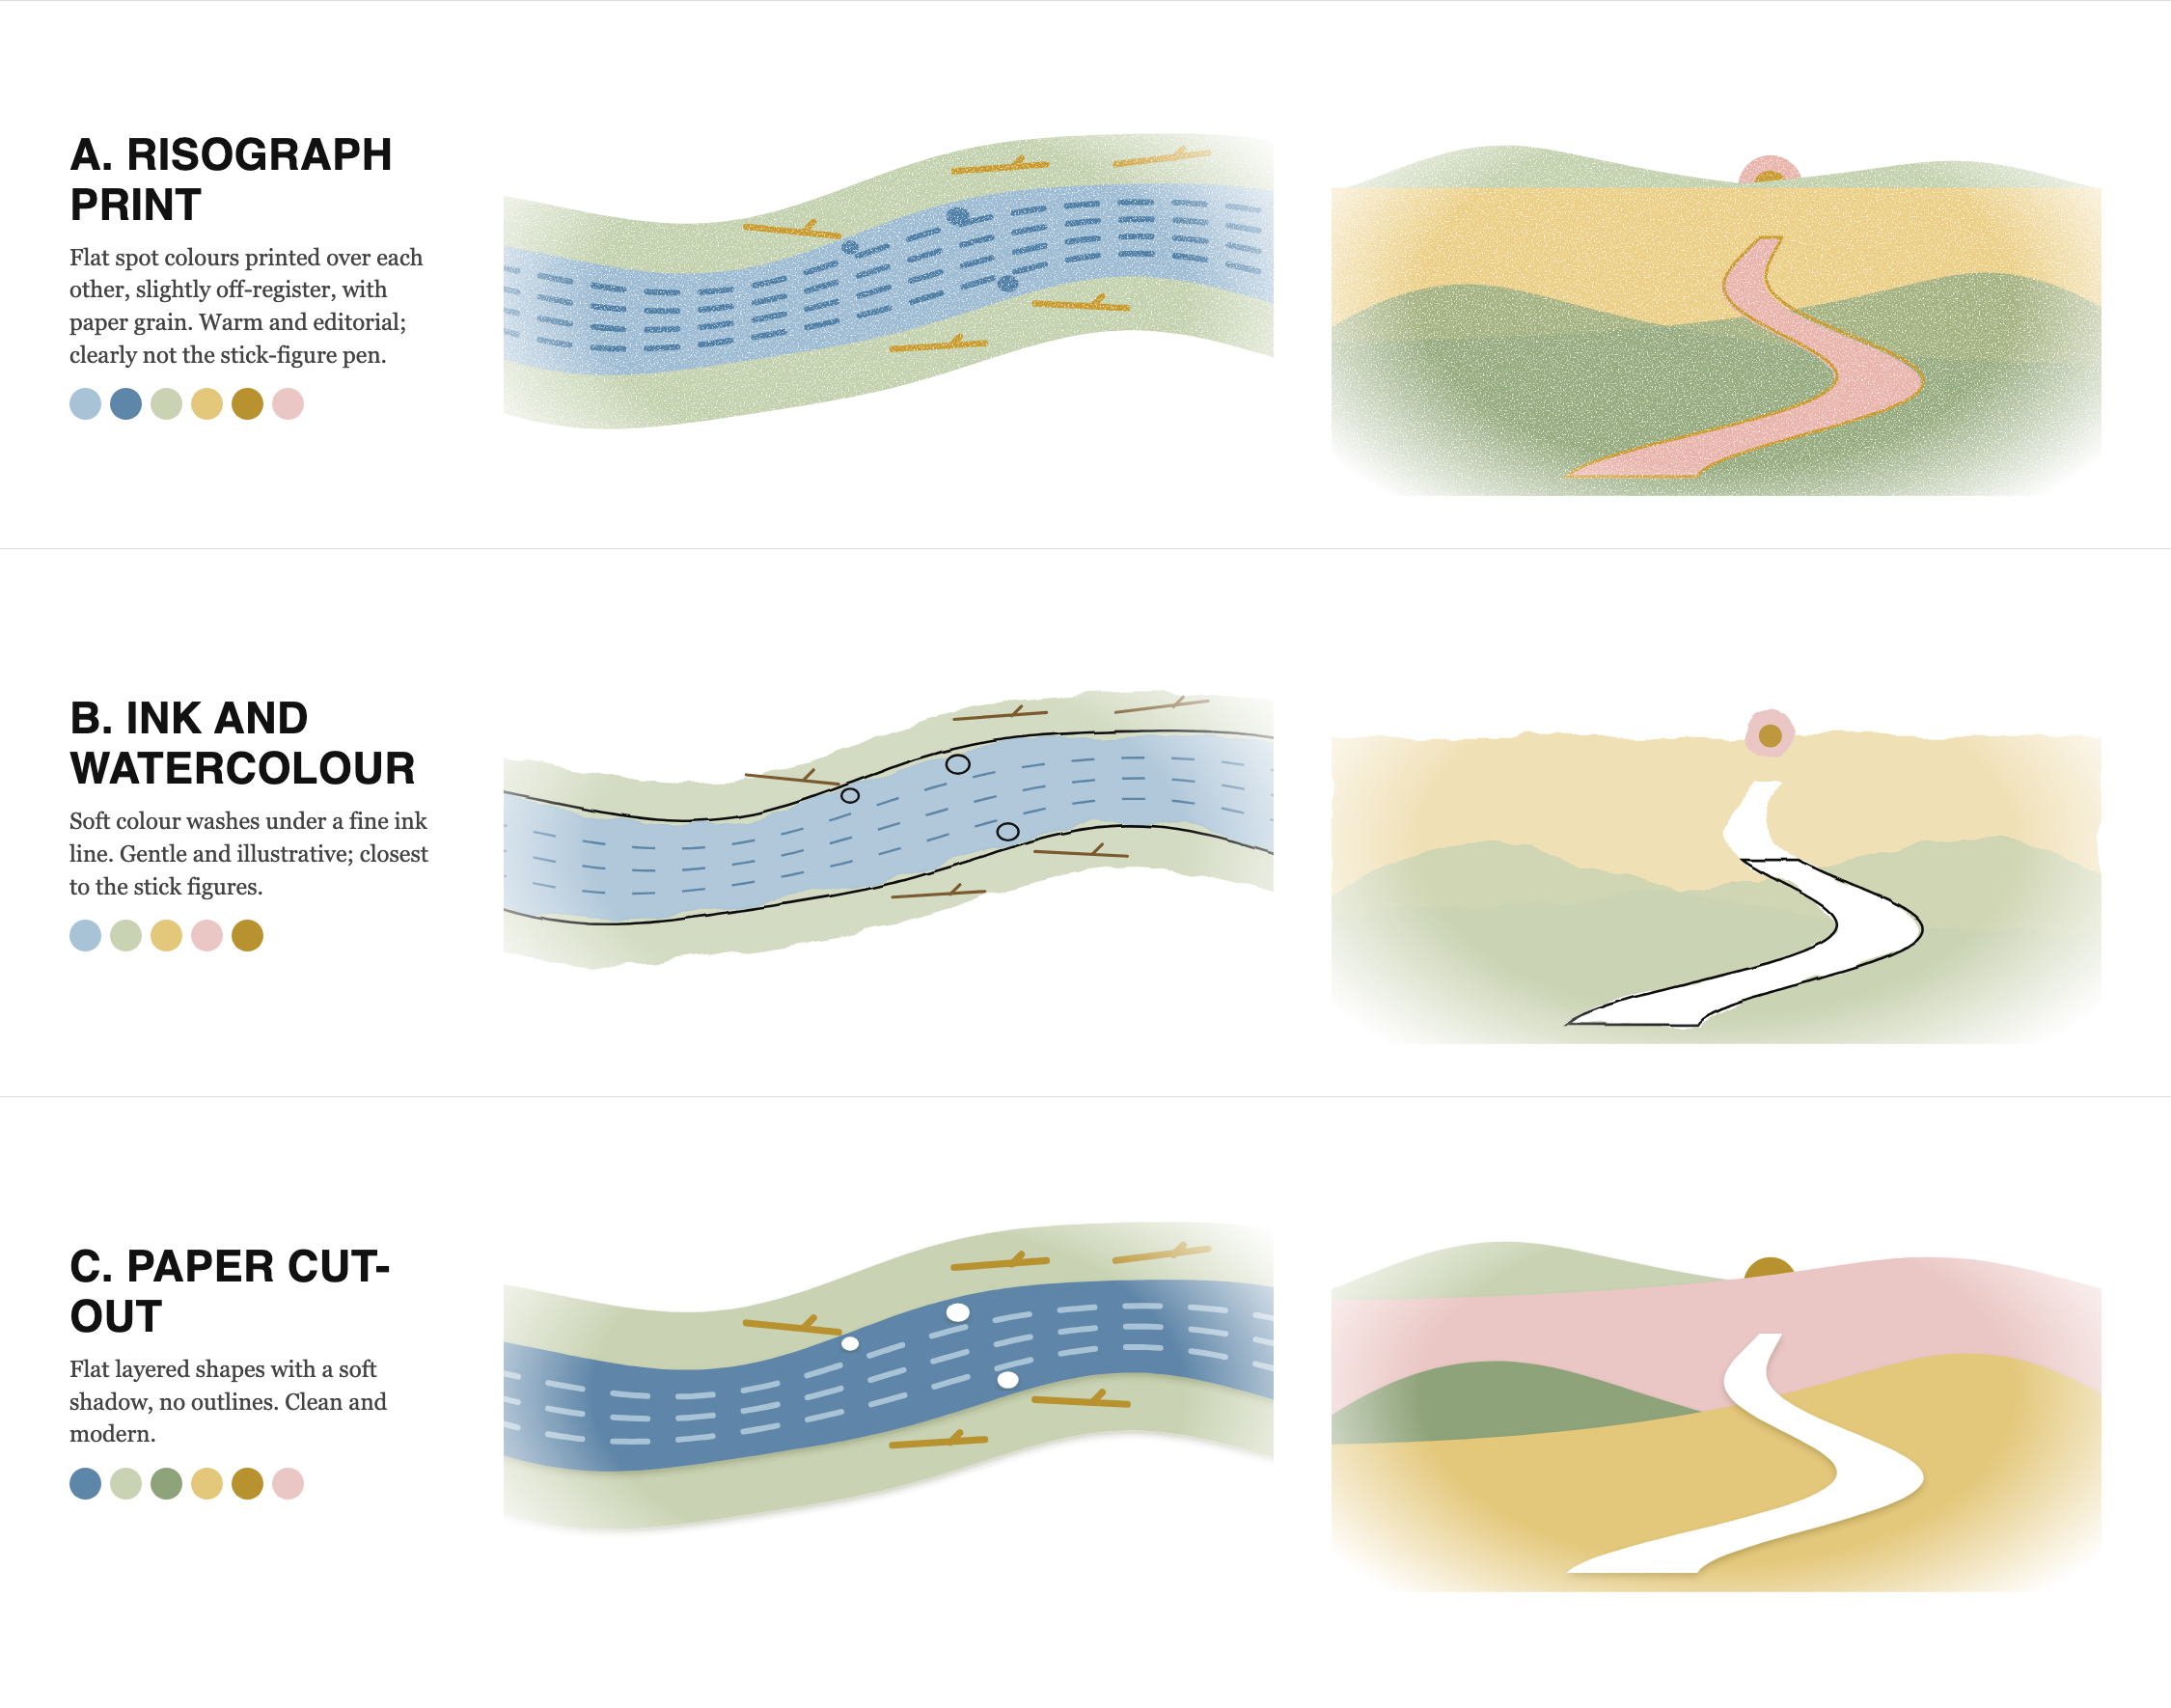 A. RISOGRAPH
PRINT
Flat spot colours printed over each
other, slightly off-register, with
paper grain. Warm and editorial;
clearly not the stick-figure pen.
B. INK AND
WATERCOLOUR
Soft colour washes under a fine ink
line. Gentle and illustrative; closest
to the stick figures.
C. PAPER CUT-
OUT
Flat layered shapes with a soft
shadow, no outlines. Clean and
modern.